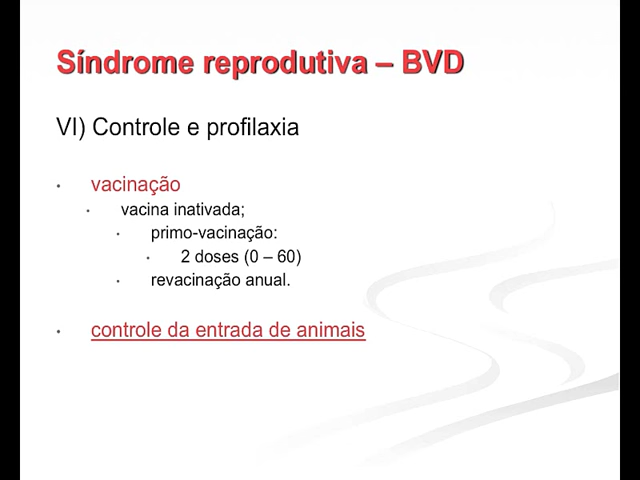 Síndrome reprodutiva – BVD
VI) Controle e profilaxia
• vacinação
• vacina inativada;
• primo-vacinação:
• 2 doses (0 – 60)
• revacinação anual.
• controle da entrada de animais